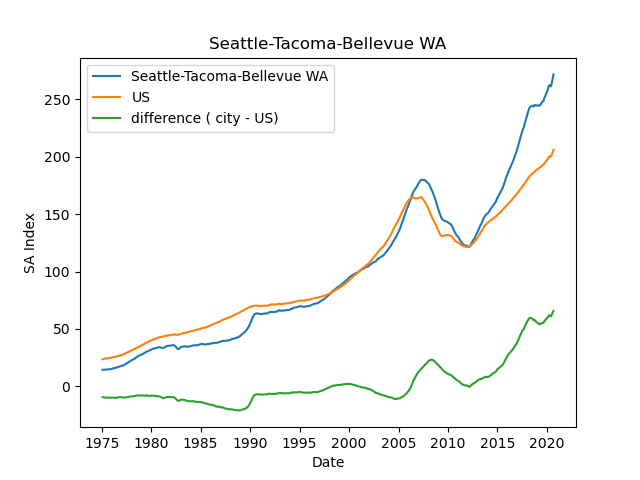 Seattle-Tacoma-Bellevue WA
Seattle-Tacoma-Bellevue WA
US
difference ( city - US)
SA Index
250
200
150
100
50
0
1975 1980 1985 1990 1995 2000 2005 2010 2015 2020
Date